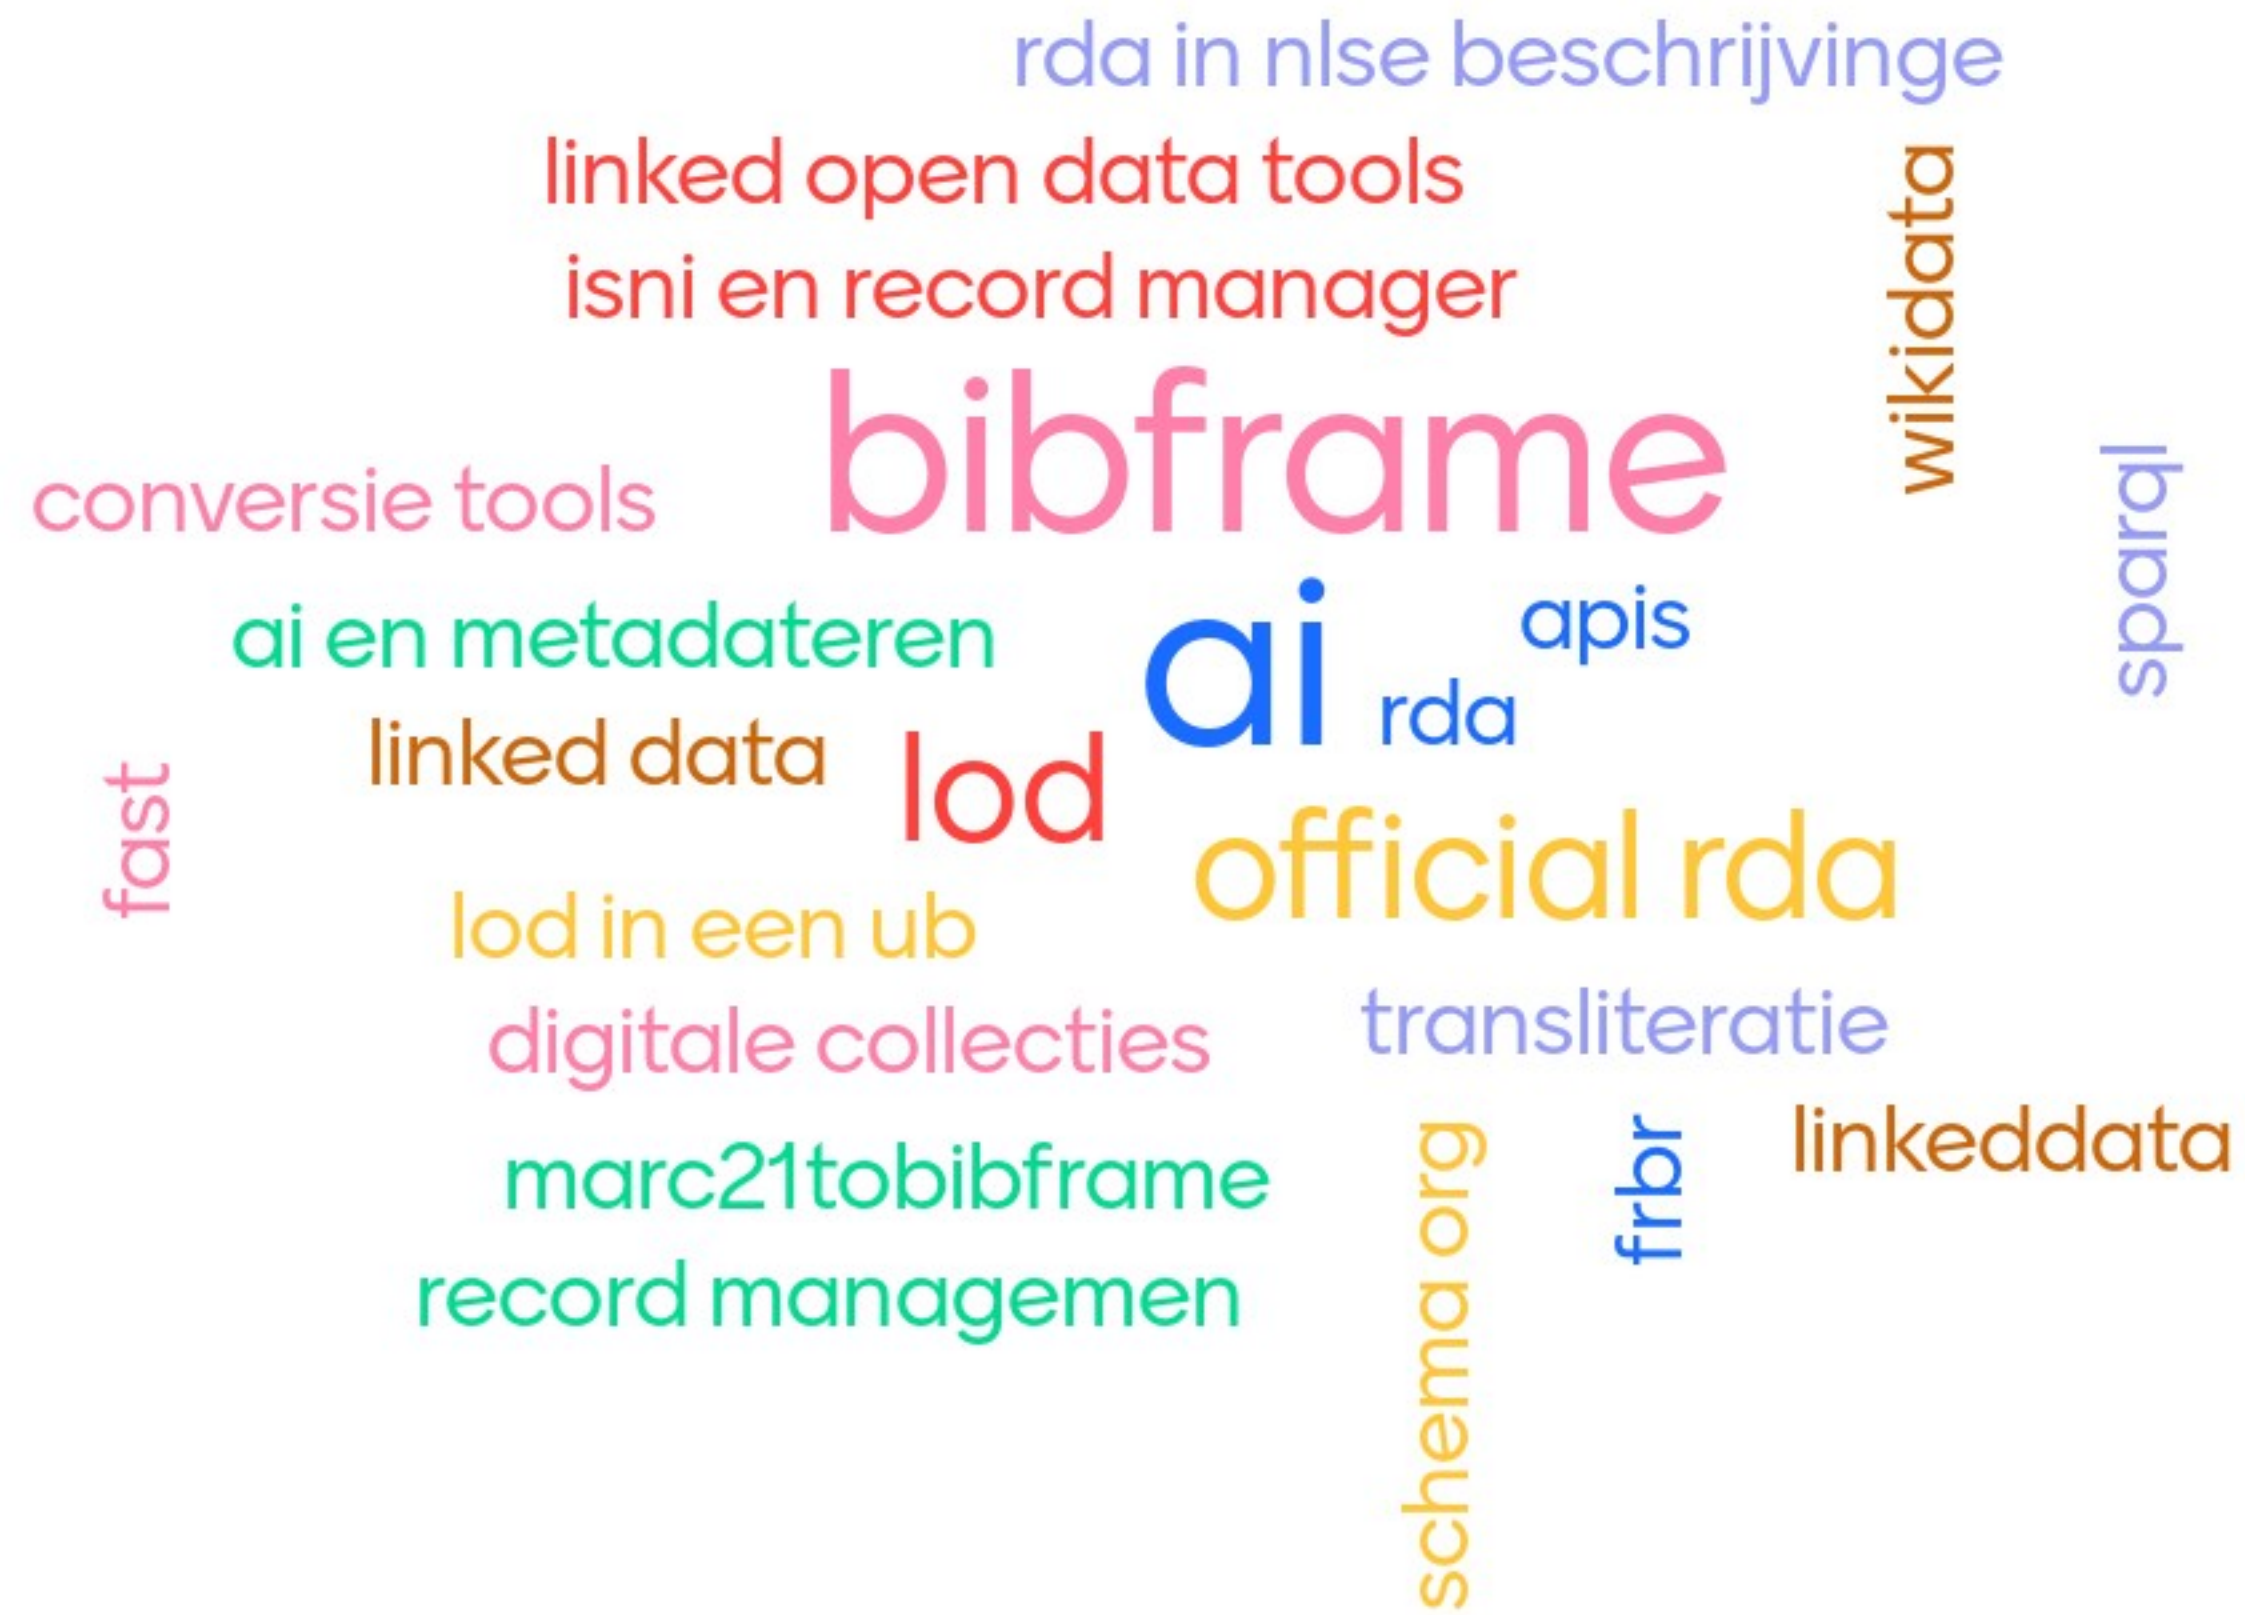 rda in nlse beschrijvinge
linked open data tools
wikidata
isni en record manager
bibframe
conversie tools
sparql
ai en metadateren
ai
apis
rda
linked data
lod
fast
official rda
lod in een ub
transliteratie
digitale collecties
linkeddata
frbr
schema org
marc21tobibframe
record managemen